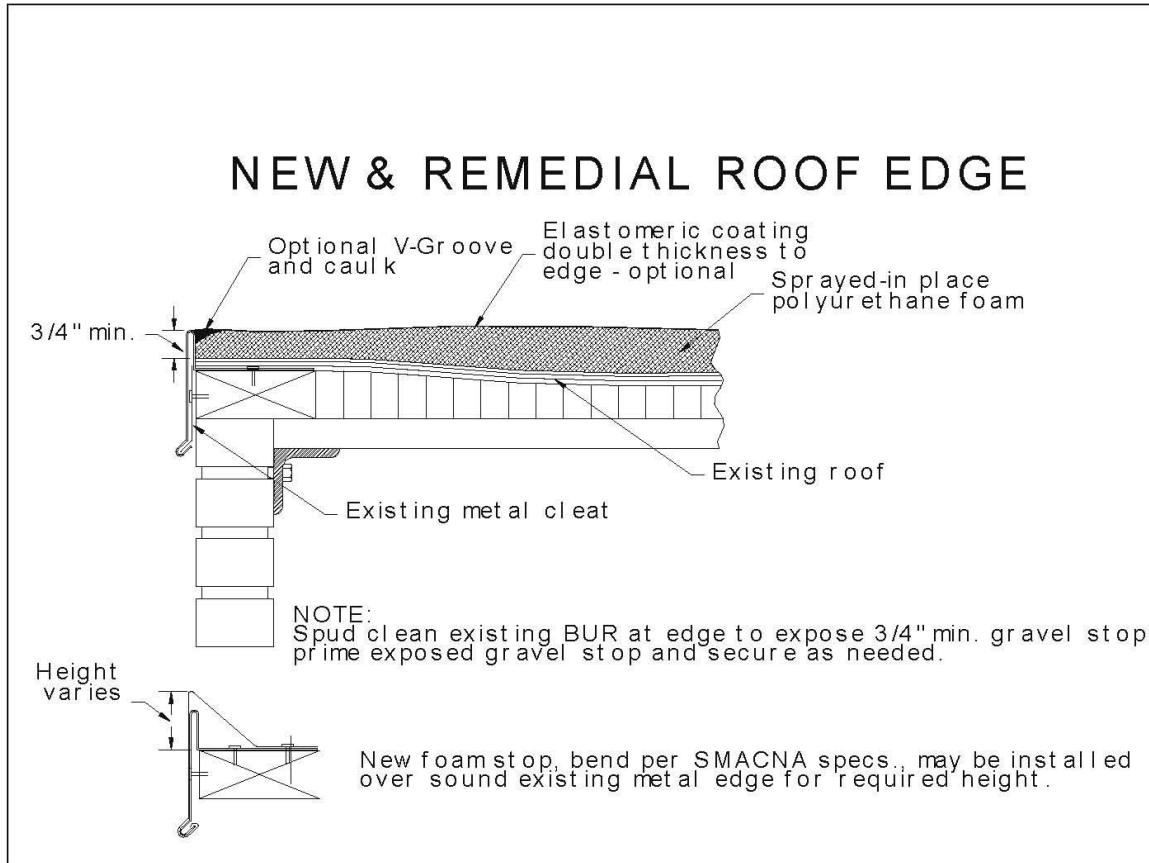 NEW & REMEDIAL ROOF EDGE
Optional V-Groove
and caulk
Elastomeric coating
double thickness to
edge - optional
Sprayed-in place
polyurethane foam
3/4" min.
Existing roof
Existing metal cleat
NOTE:
Spud clean existing BUR at edge to expose 3/4" min. gravel stop
prime exposed gravel stop and secure as needed.
Height
varies
New foam stop, bend per SMACNA specs., may be installed
over sound existing metal edge for required height.